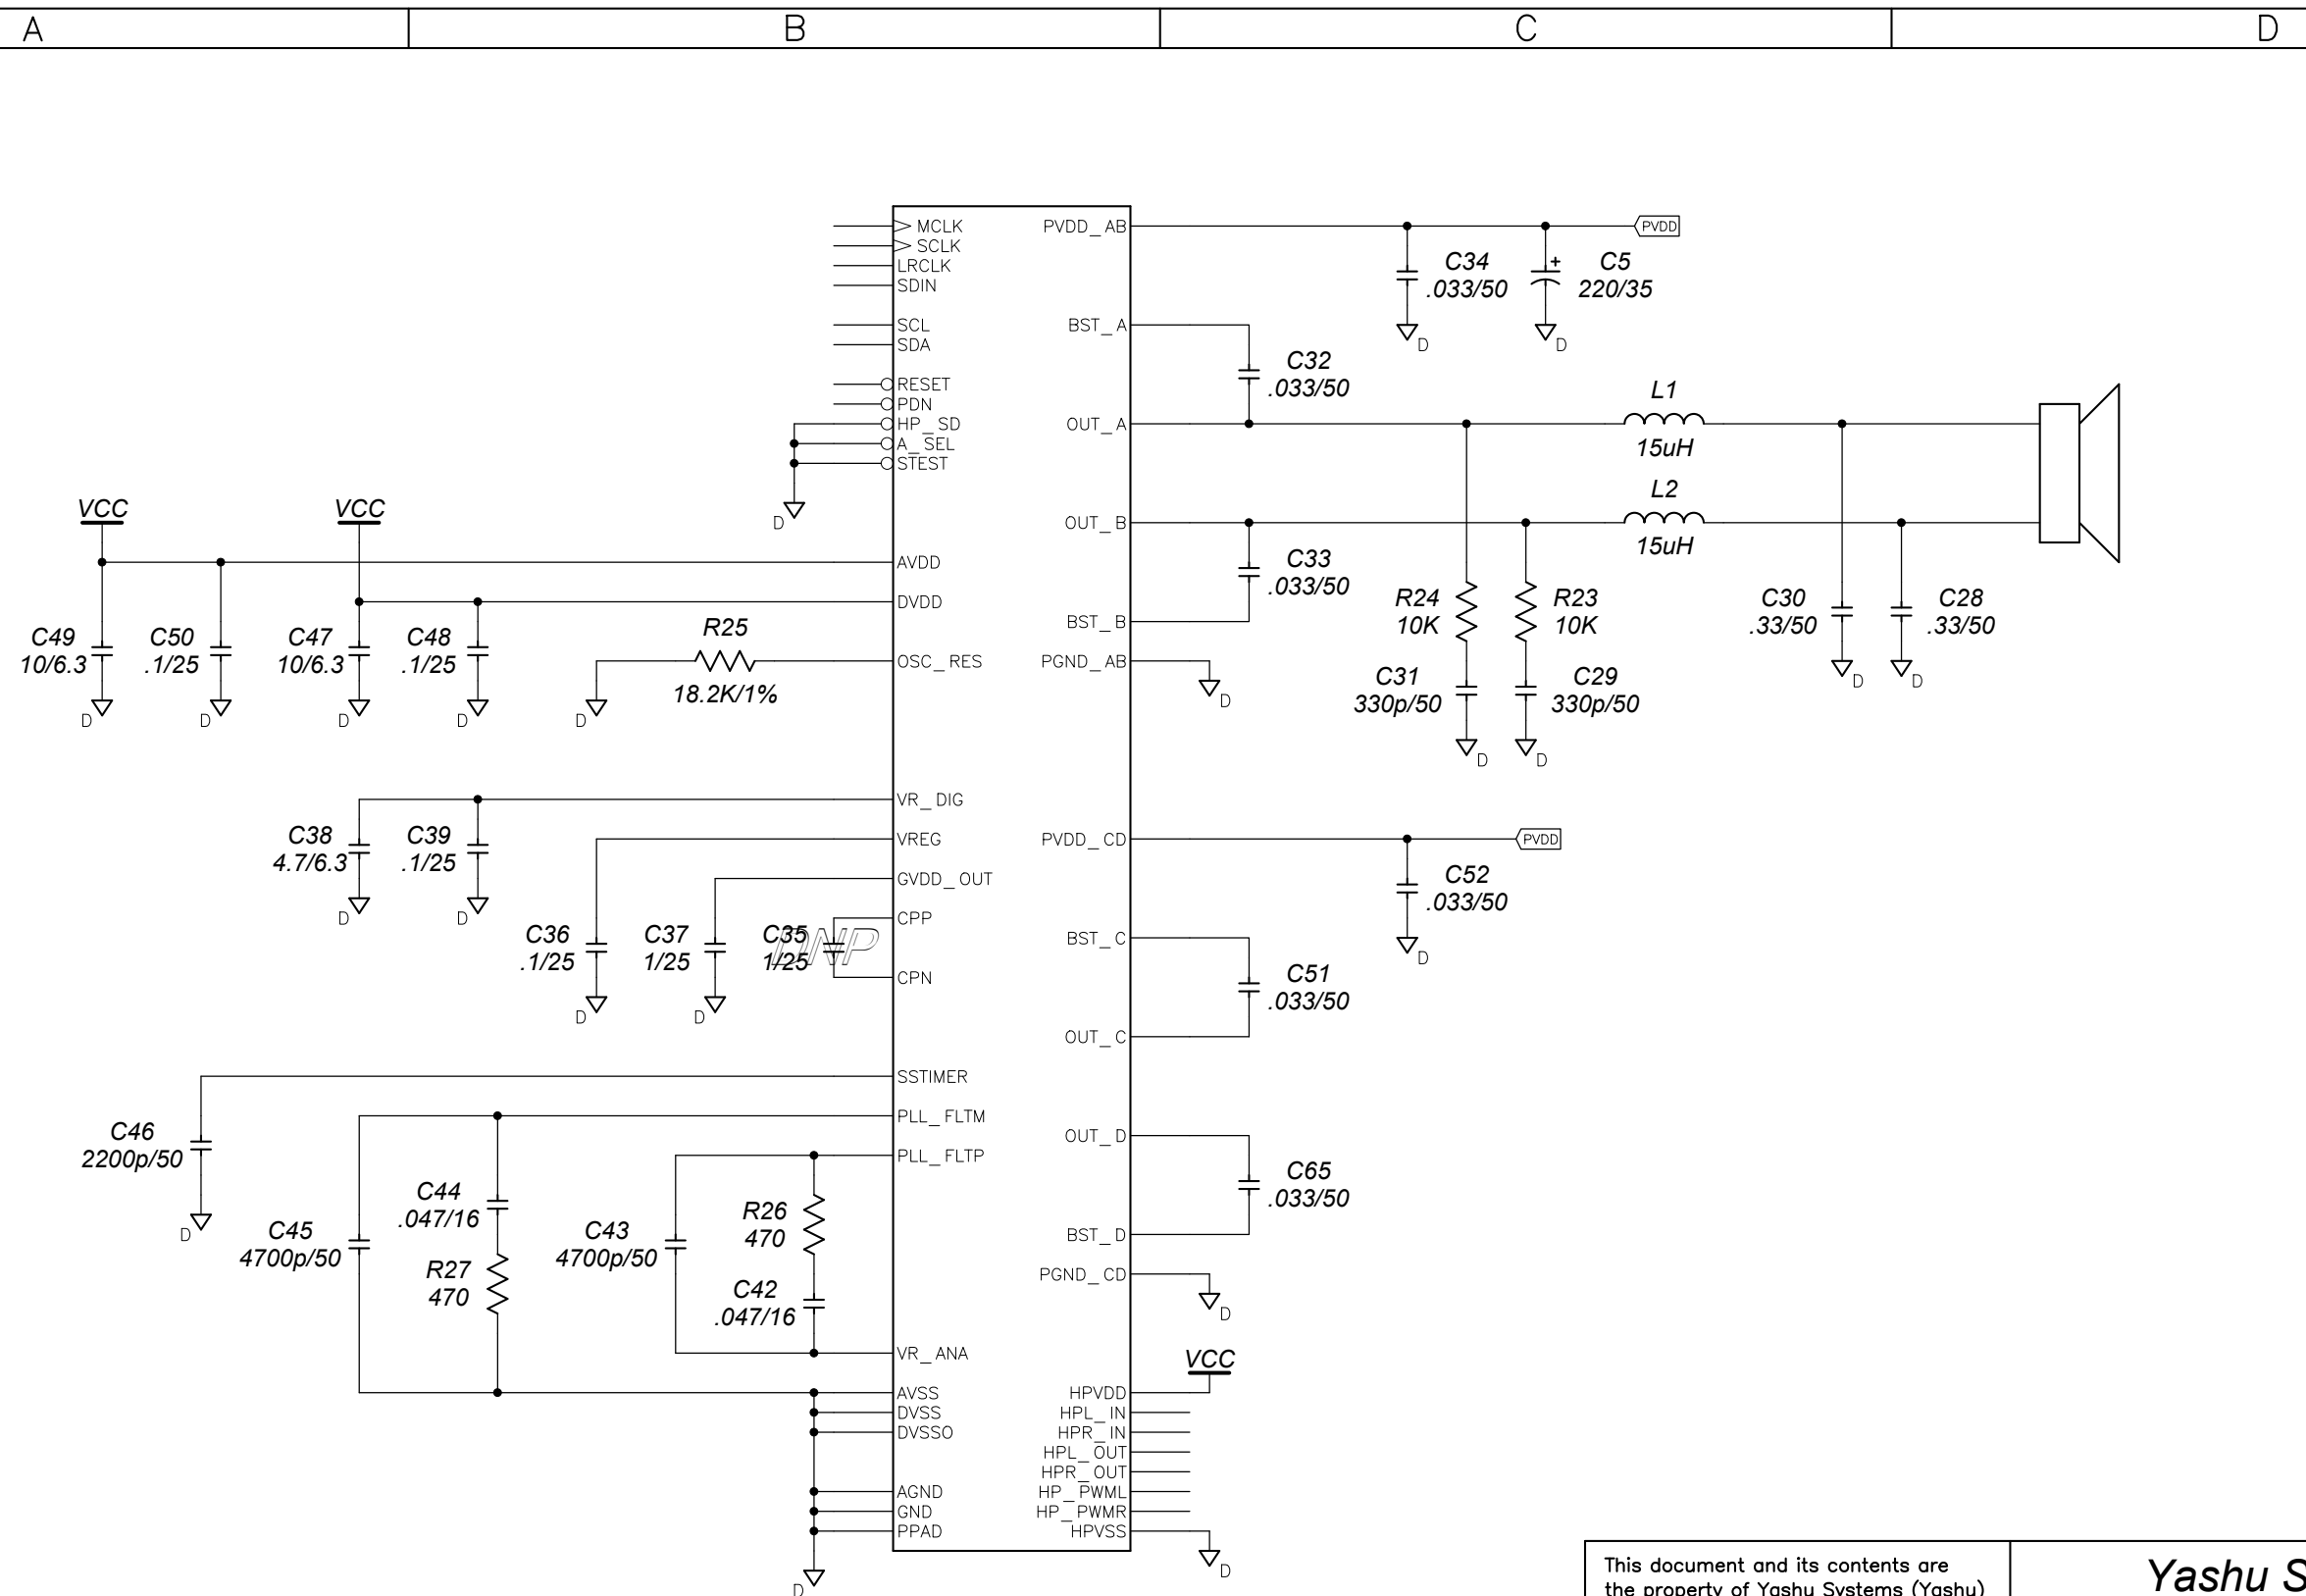 A B C D
MCLK
SCLK
LRCLK
SDIN
SCL
SDA
RESET
PDN
HP_SD
A_SEL
STEST
D
VCC
VCC
AVDD
DVDD
C49
10/6.3
D
C50
.1/25
D
C47
10/6.3
D
C48
.1/25
D
R25
18.2K/1%
D
OSC_RES
VR_DIG
VREG
GVDD_OUT
CPP
CPN
C38
4.7/6.3
D
C39
.1/25
D
C36
.1/25
D
C37
1/25
D
C35
1/25
DNP
SSTIMER
PLL_FLTM
PLL_FLTP
C46
2200p/50
D
C45
4700p/50
C44
.047/16
R27
470
C43
4700p/50
R26
470
C42
.047/16
VR_ANA
AVSS
DVSS
DVSSO
AGND
GND
PPAD
D
PVDD_AB
PVDD
C34
.033/50
D
C5
+
220/35
D
BST_A
C32
.033/50
OUT_A
L1
15uH
OUT_B
L2
15uH
C33
.033/50
BST_B
PGND_AB
D
R24
10K
R23
10K
C31
330p/50
D
C29
330p/50
D
C30
.33/50
D
C28
.33/50
D
PVDD_CD
PVDD
C52
.033/50
D
BST_C
C51
.033/50
OUT_C
OUT_D
C65
.033/50
BST_D
PGND_CD
D
VCC
HPVDD
HPL_IN
HPR_IN
HPL_OUT
HPR_OUT
HP_PWML
HP_PWMR
HPVSS
D
This document and its contents are
the property of Yashu Systems (Yashu)
Yashu S